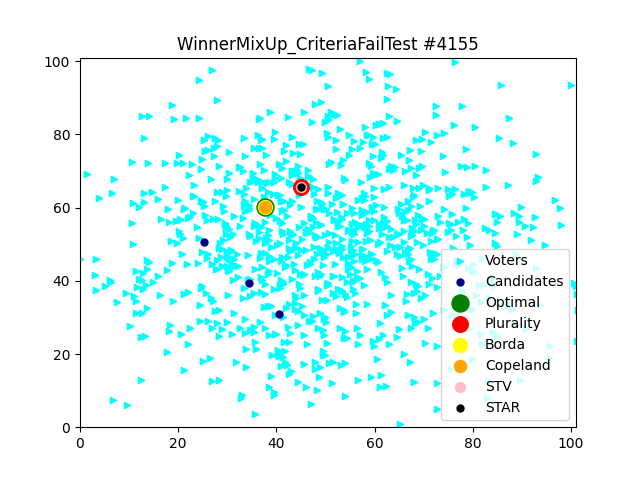 WinnerMixUp_CriteriaFailTest #4155
100
80
60
40
20
0
0
20
40
60
80
100
Voters
Candidates
Optimal
Plurality
Borda
Copeland
STV
STAR